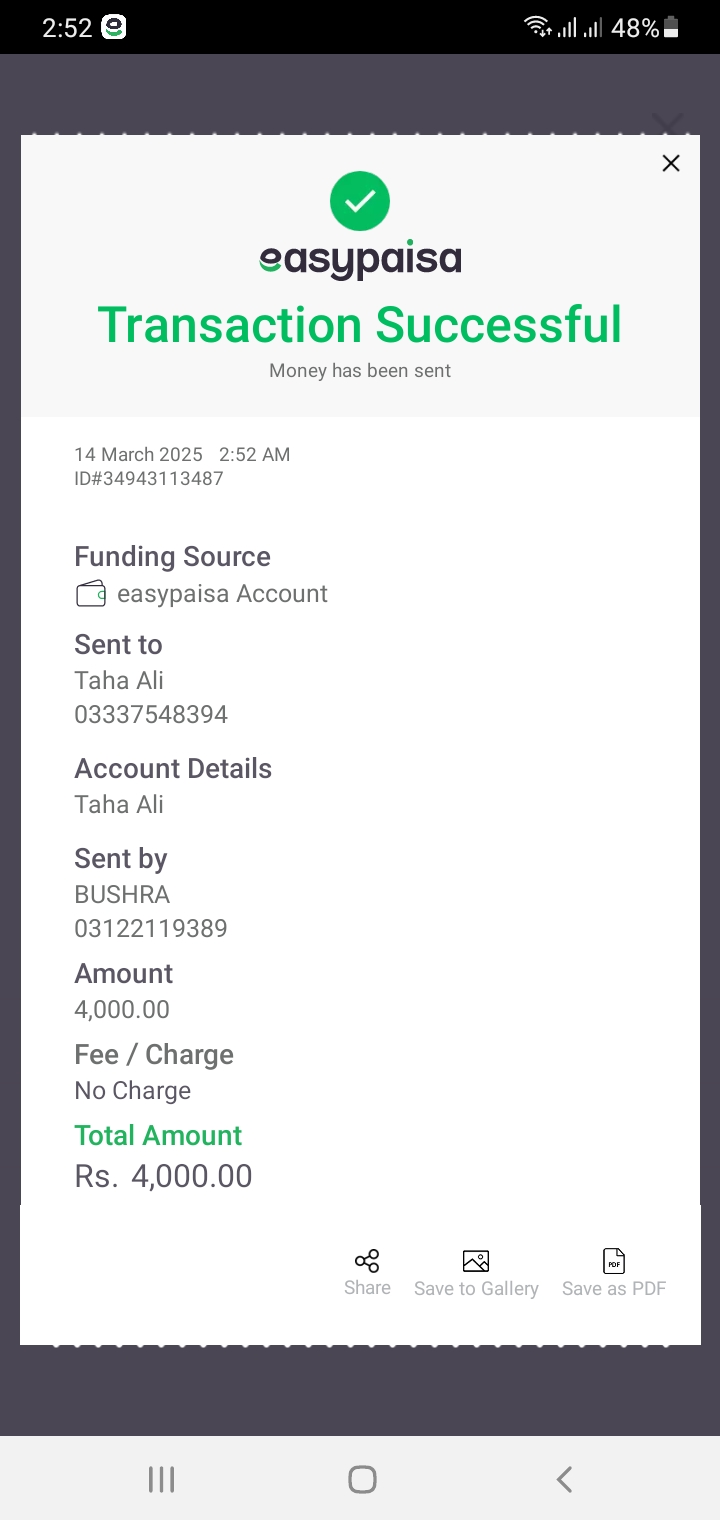 2:52 48%
easypaisa
Transaction Successful
Money has been sent
14 March 2025 2:52 AM
ID#34943113487
Funding Source
easypaisa Account
Sent to
Taha Ali
03337548394
Account Details
Taha Ali
Sent by
BUSHRA
03122119389
Amount
4,000.00
Fee / Charge
No Charge
Total Amount
Rs. 4,000.00
PDF
Share Save to Gallery Save as PDF